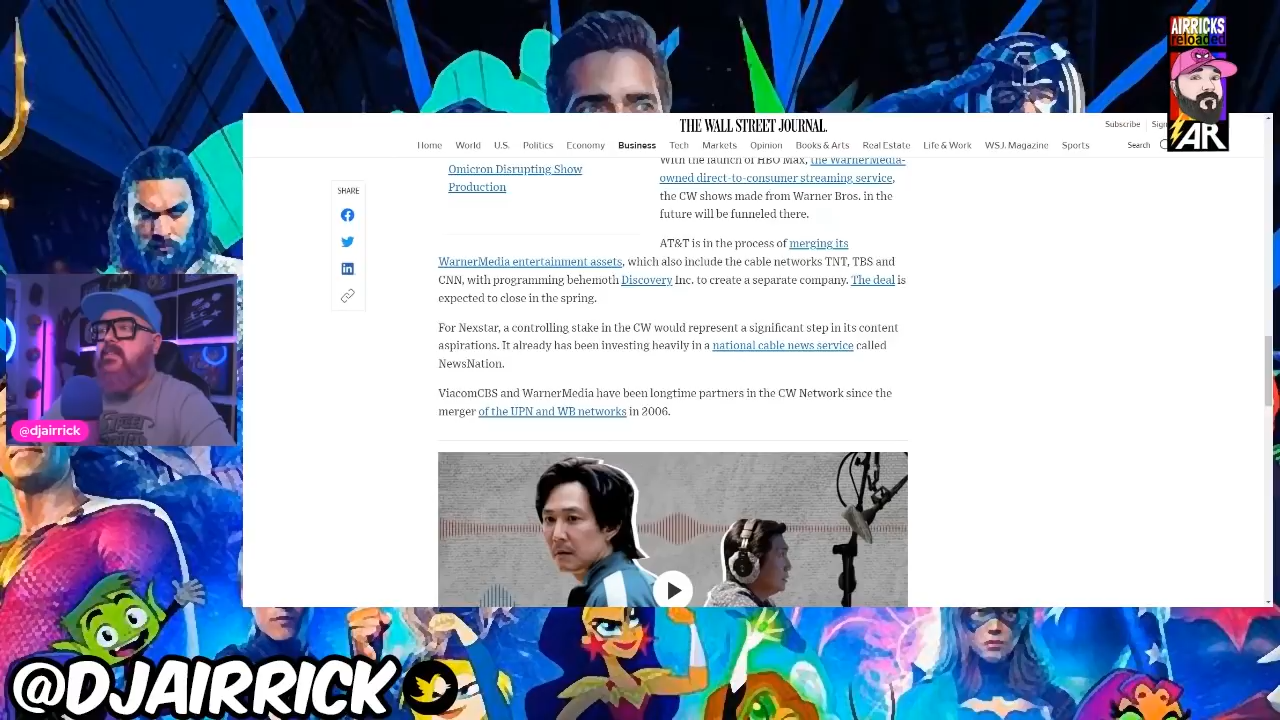 AIRRICKS
reloaded
AR
THE WALL STREET JOURNAL.
Subscribe
Home World U.S. Politics Economy Business Tech Markets Opinion Books & Arts Real Estate Life & Work WSJ. Magazine Sports
Search
SHARE
Omicron Disrupting Show
Production
With the launch of HBO Max, the WarnerMedia-
owned direct-to-consumer streaming service,
the CW shows made from Warner Bros. in the
future will be funneled there.
AT&T is in the process of merging its
WarnerMedia entertainment assets, which also include the cable networks TNT, TBS and
CNN, with programming behemoth Discovery Inc. to create a separate company. The deal is
expected to close in the spring.
For Nexstar, a controlling stake in the CW would represent a significant step in its content
aspirations. It already has been investing heavily in a national cable news service called
NewsNation.
ViacomCBS and WarnerMedia have been longtime partners in the CW Network since the
merger of the UPN and WB networks in 2006.
@djairrick
@DJAIRRICK